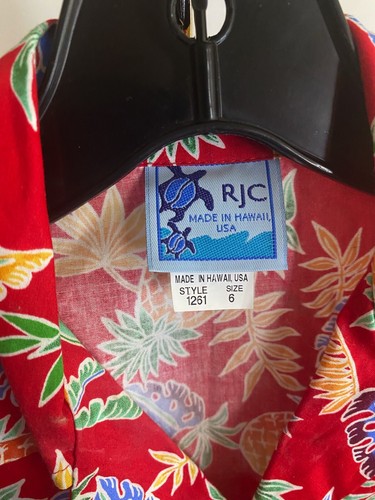 RJC
MADE IN HAWAII,
USA
MADE IN HAWAII, USA
STYLE SIZE
1261 6